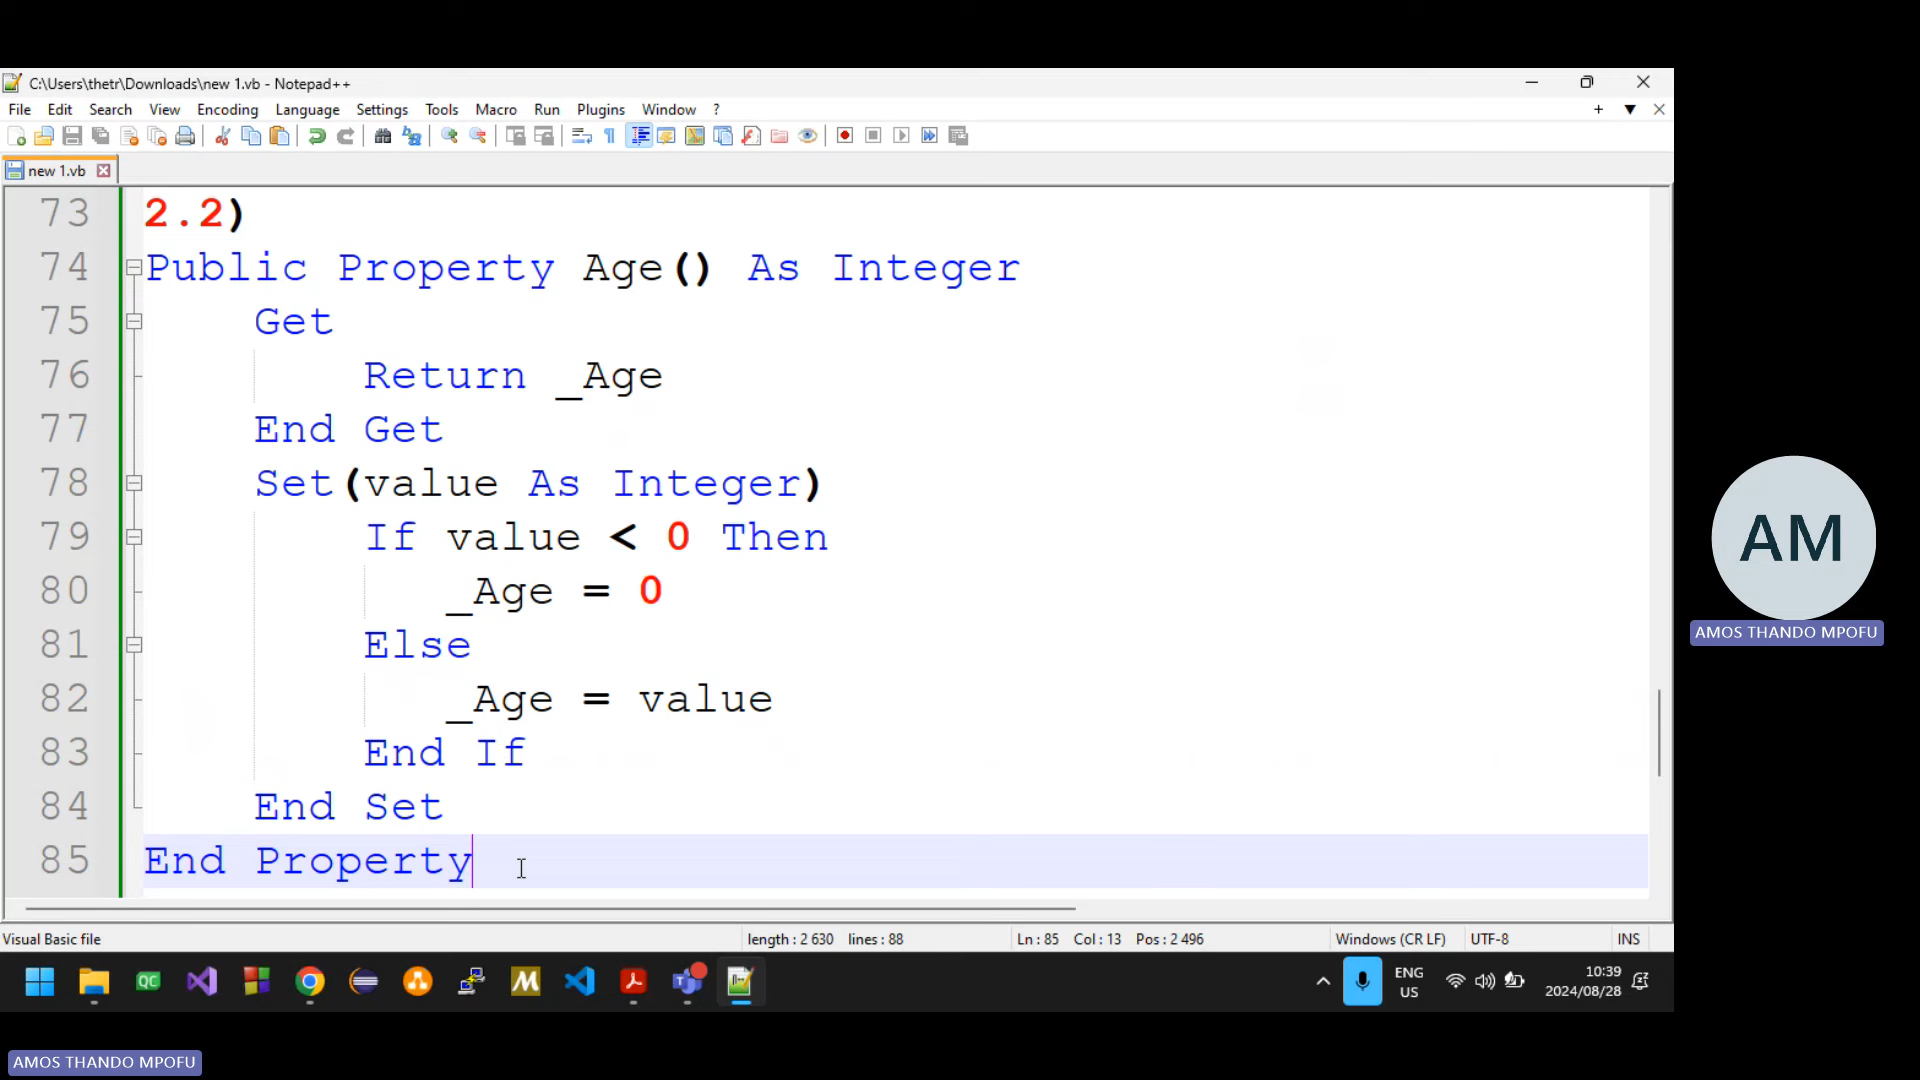 C:\Users\thetr\Downloads\new 1.vb - Notepad++
File Edit Search View Encoding Language Settings Tools Macro Run Plugins Window ?
new 1.vb
73 2.2)
74 Public Property Age() As Integer
75 Get
76 Return _Age
77 End Get
78 Set(value As Integer)
79 If value < 0 Then
80 _Age = 0
81 Else
82 _Age = value
83 End If
84 End Set
85 End Property
AM
AMOS THANDO MPOFU
Visual Basic file length : 2 630 lines : 88 Ln : 85 Col : 13 Pos : 2 496 Windows (CR LF) UTF-8 INS
QC
M
ENG
US
10:39
2024/08/28
AMOS THANDO MPOFU